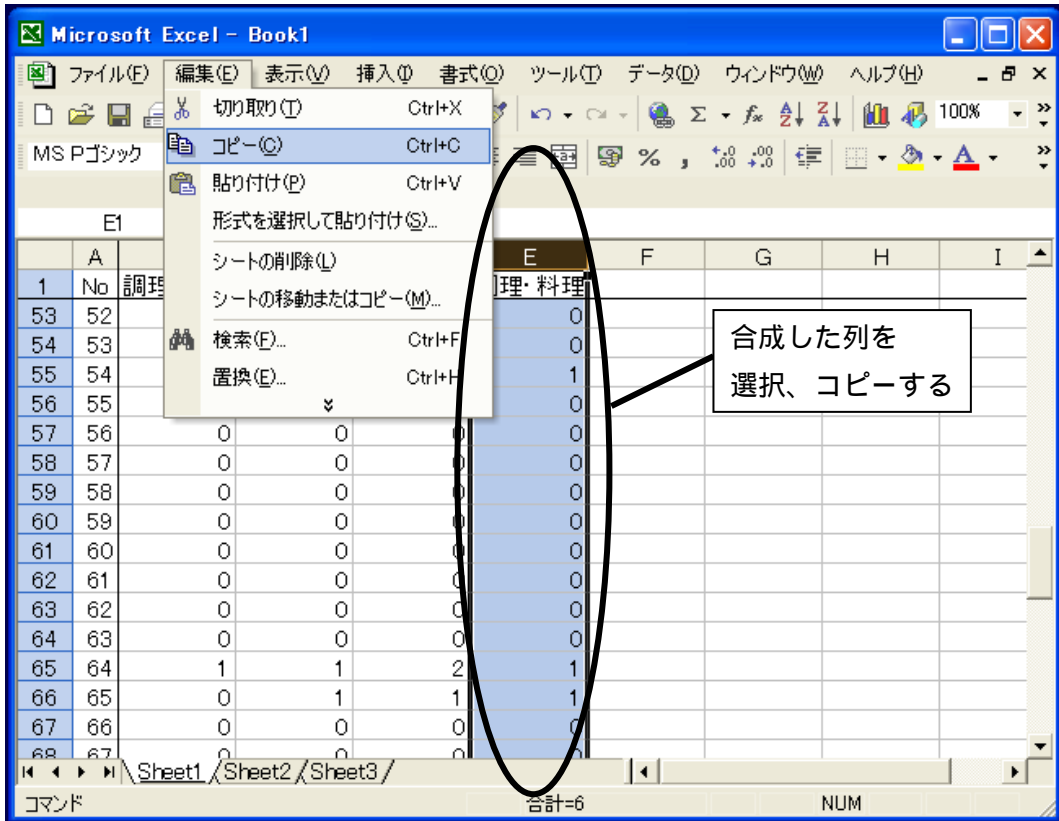 Microsoft Excel - Book1
ファイル(F) 編集(E) 表示(V) 挿入(I) 書式(O) ツール(T) データ(D) ウィンドウ(W) ヘルプ(H)
100%
MS Pゴシック
切り取り(T) Ctrl+X
コピー(C) Ctrl+C
貼り付け(P) Ctrl+V
形式を選択して貼り付け(S)...
シートの削除(L)
シートの移動またはコピー(M)...
検索(F)... Ctrl+F
置換(E)... Ctrl+H
E1
A E F G H I
1 No 調理 理・料理
53 52 0
54 53 0
55 54 1
56 55 0
57 56 0 0 0 0
58 57 0 0 0 0
59 58 0 0 0 0
60 59 0 0 0 0
61 60 0 0 0 0
62 61 0 0 0 0
63 62 0 0 0 0
64 63 0 0 0 0
65 64 1 1 2 1
66 65 0 1 1 1
67 66 0 0 0 0
68 67 0 0 0 0
合成した列を
選択、コピーする
Sheet1 Sheet2 Sheet3
コマンド 合計=6 NUM